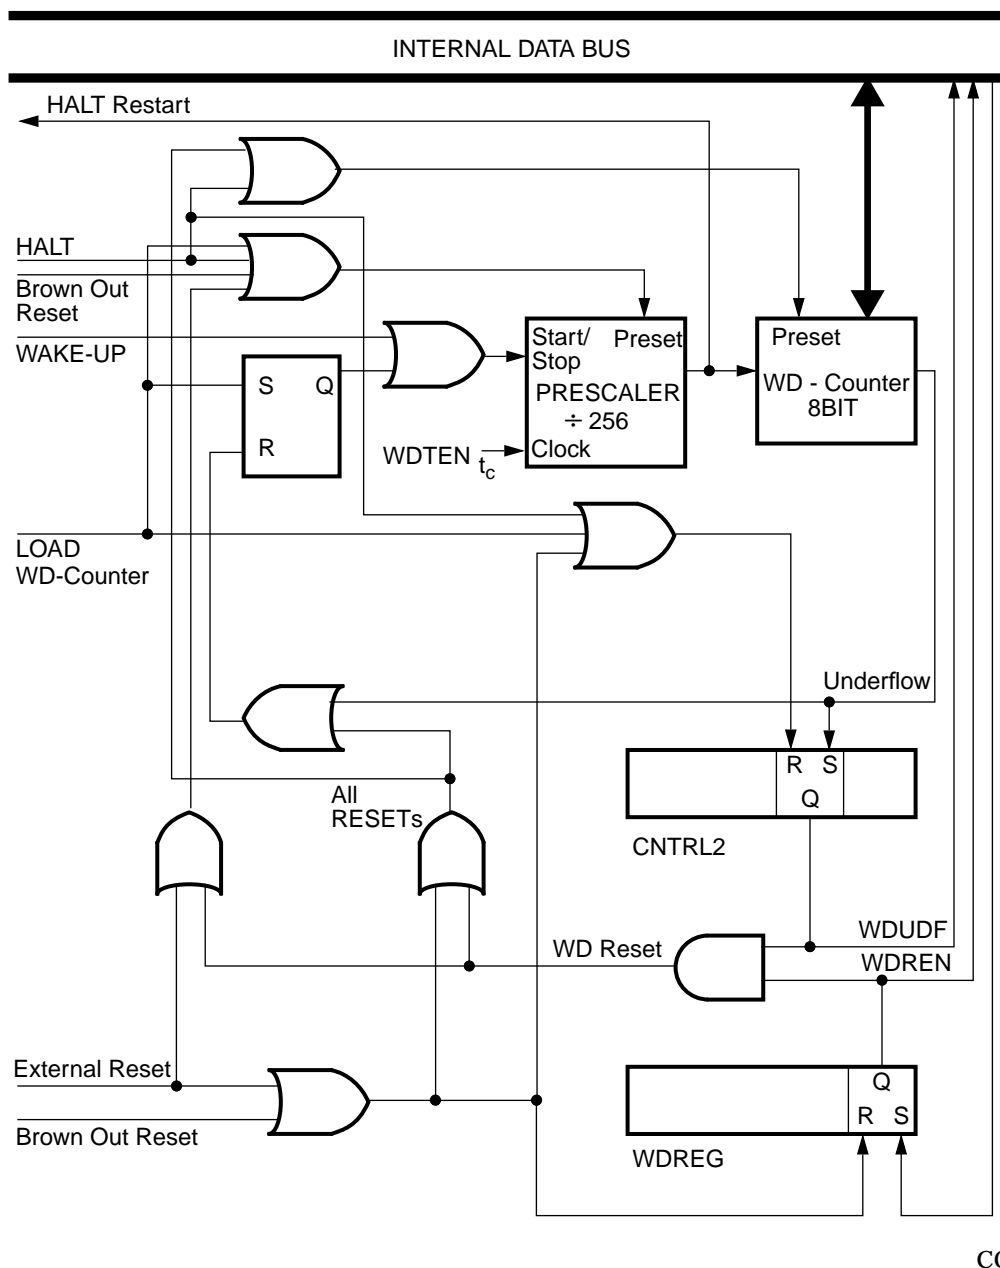 INTERNAL DATA BUS
HALT Restart
HALT
Brown Out
Reset
WAKE-UP
Start/
Stop
Preset
PRESCALER
÷ 256
Clock
WDTEN
tc
Preset
WD - Counter
8BIT
S
Q
R
LOAD
WD-Counter
Underflow
R
S
Q
CNTRL2
All
RESETs
WDUDF
WD Reset
WDREN
External Reset
Brown Out Reset
Q
R
S
WDREG